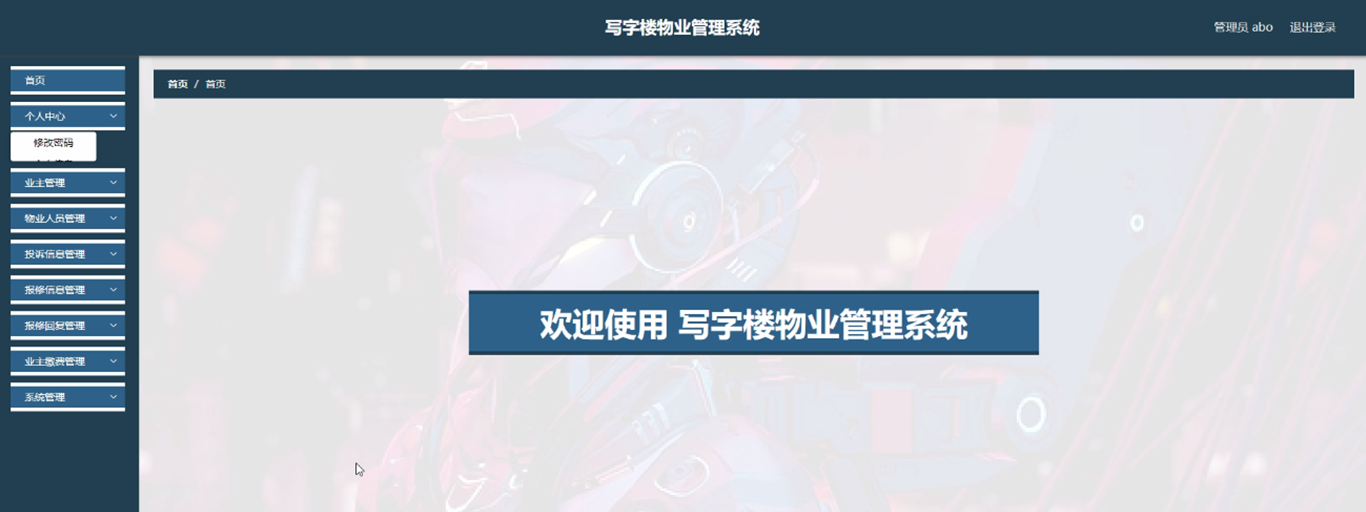 写字楼物业管理系统
管理员 abo
退出登录
首页
首页 / 首页
个人中心
修改密码
业主管理
物业人员管理
投诉信息管理
报修信息管理
报修回复管理
业主缴费管理
系统管理
欢迎使用 写字楼物业管理系统